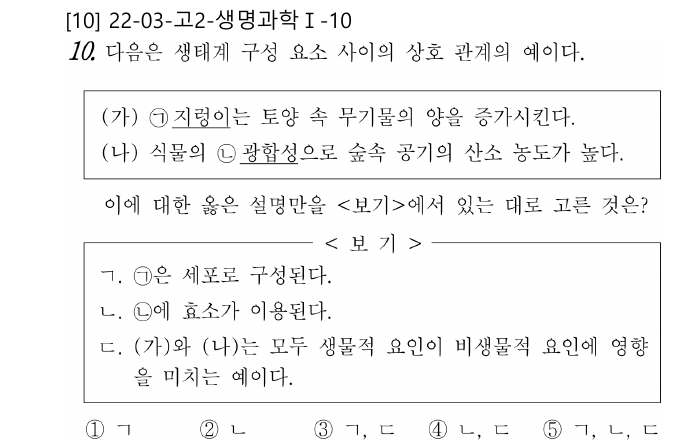 [10] 22-03-고2-생명과학Ⅰ-10
10. 다음은 생태계 구성 요소 사이의 상호 관계의 예이다.
(가) ㉠지렁이는 토양 속 무기물의 양을 증가시킨다.
(나) 식물의 ㉡광합성으로 숲속 공기의 산소 농도가 높다.
이에 대한 옳은 설명만을 <보기>에서 있는 대로 고른 것은?
< 보 기 >
ㄱ. ㉠은 세포로 구성된다.
ㄴ. ㉡에 효소가 이용된다.
ㄷ. (가)와 (나)는 모두 생물적 요인이 비생물적 요인에 영향
을 미치는 예이다.
① ㄱ ② ㄴ ③ ㄱ, ㄷ ④ ㄴ, ㄷ ⑤ ㄱ, ㄴ, ㄷ